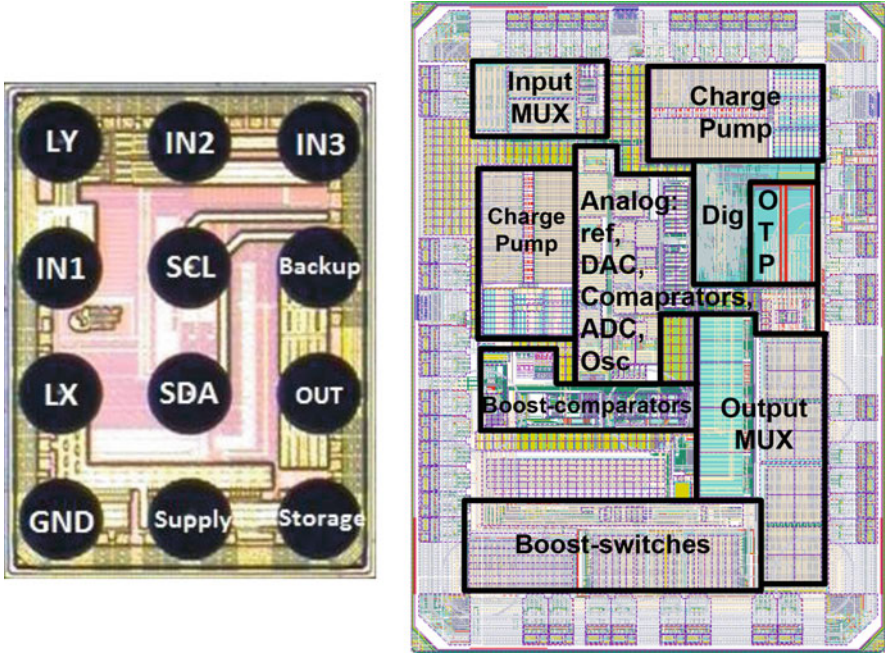 LY IN2 IN3
IN1 SCL Backup
LX SDA OUT
GND Supply Storage
Input
MUX
Charge
Pump
Charge
Pump
Analog:
ref,
DAC,
Comaprators,
ADC,
Osc
Dig
O
T
P
Boost-comparators
Output
MUX
Boost-switches